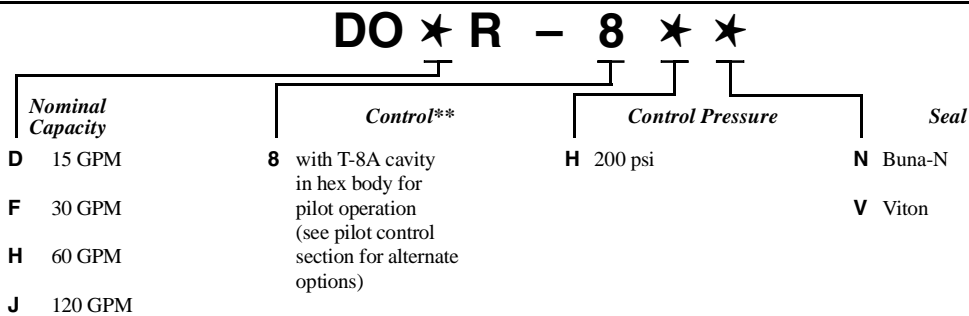 DO ★ R – 8 ★ ★
Nominal
Capacity
D 15 GPM
F 30 GPM
H 60 GPM
J 120 GPM
Control**
8 with T-8A cavity
in hex body for
pilot operation
(see pilot control
section for alternate
options)
Control Pressure
H 200 psi
Seal
N Buna-N
V Viton